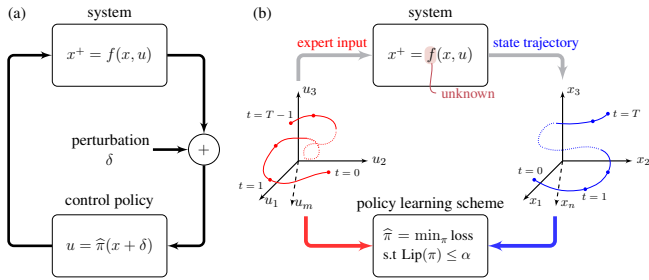 (a)
system
x⁺ = f(x, u)
perturbation
δ
+
control policy
u = π̂(x + δ)
(b)
system
expert input
x⁺ = f(x, u)
state trajectory
unknown
u₃
t = T − 1
u₂
t = 0
t = 1
u₁
uₘ
x₃
t = T
x₂
t = 0
t = 1
x₁
xₙ
policy learning scheme
π̂ = min_π loss
s.t Lip(π) ≤ α